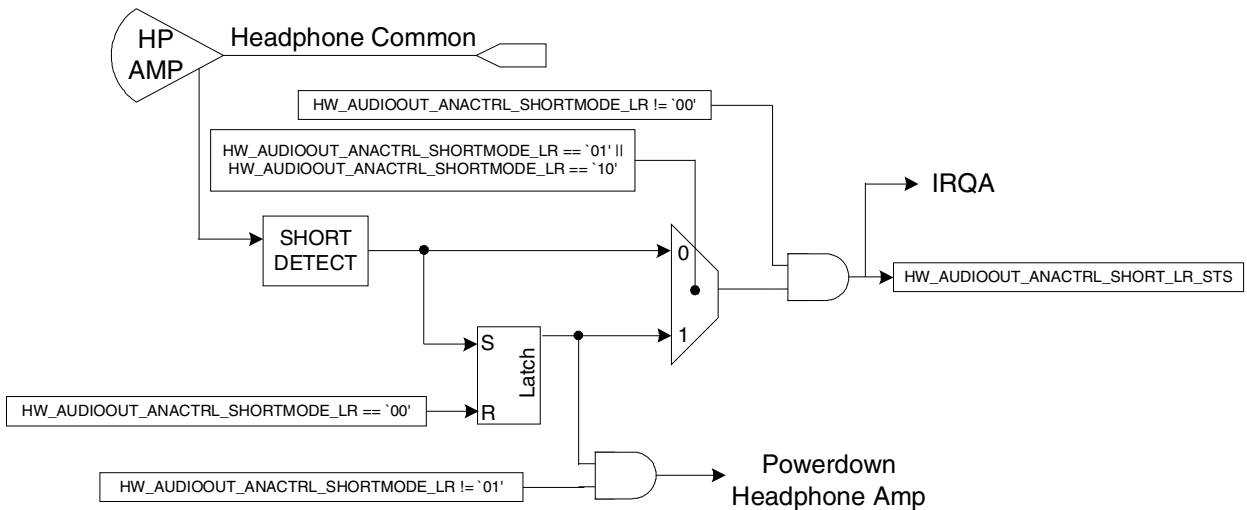 HP
AMP
Headphone Common
HW_AUDIOOUT_ANACTRL_SHORTMODE_LR != `00'
HW_AUDIOOUT_ANACTRL_SHORTMODE_LR == `01' ||
HW_AUDIOOUT_ANACTRL_SHORTMODE_LR == `10'
IRQA
SHORT
DETECT
0
HW_AUDIOOUT_ANACTRL_SHORT_LR_STS
1
S
Latch
R
HW_AUDIOOUT_ANACTRL_SHORTMODE_LR == `00'
HW_AUDIOOUT_ANACTRL_SHORTMODE_LR != `01'
Powerdown
Headphone Amp